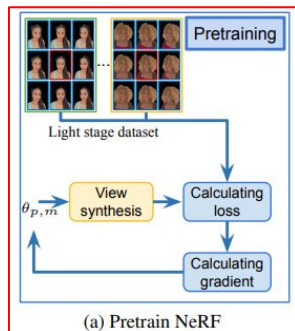 Pretraining
...
Light stage dataset
θp,m
View
synthesis
Calculating
loss
Calculating
gradient
(a) Pretrain NeRF